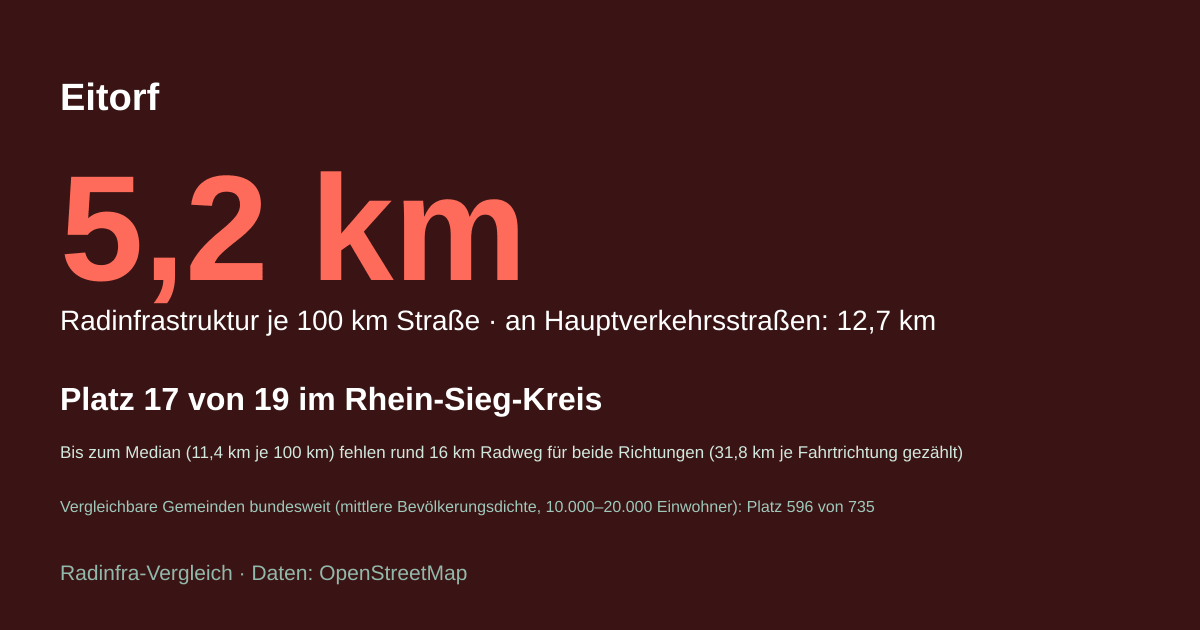 Eitorf
5,2 km
Radinfrastruktur je 100 km Straße · an Hauptverkehrsstraßen: 12,7 km
Platz 17 von 19 im Rhein-Sieg-Kreis
Bis zum Median (11,4 km je 100 km) fehlen rund 16 km Radweg für beide Richtungen (31,8 km je Fahrtrichtung gezählt)
Vergleichbare Gemeinden bundesweit (mittlere Bevölkerungsdichte, 10.000–20.000 Einwohner): Platz 596 von 735
Radinfra-Vergleich · Daten: OpenStreetMap